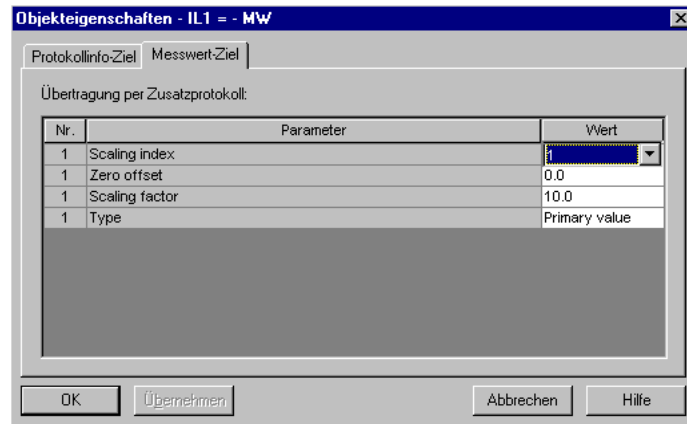 Objekteigenschaften - IL1 = - MW
Protokollinfo-Ziel Messwert-Ziel
Übertragung per Zusatzprotokoll:
Nr. Parameter Wert
1 Scaling index 1
1 Zero offset 0.0
1 Scaling factor 10.0
1 Type Primary value
OK Übernehmen Abbrechen Hilfe